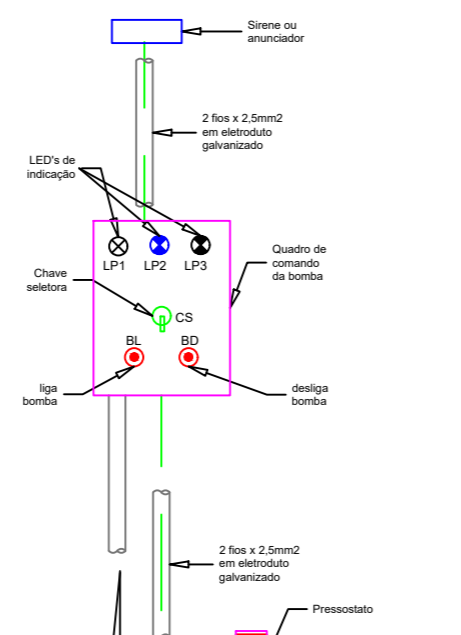 Sirene ou
anunciador
2 fios x 2,5mm2
em eletroduto
galvanizado
LED's de
indicação
LP1 LP2 LP3
Quadro de
comando
da bomba
Chave
seletora
CS
BL BD
liga
bomba
desliga
bomba
2 fios x 2,5mm2
em eletroduto
galvanizado
Pressostato